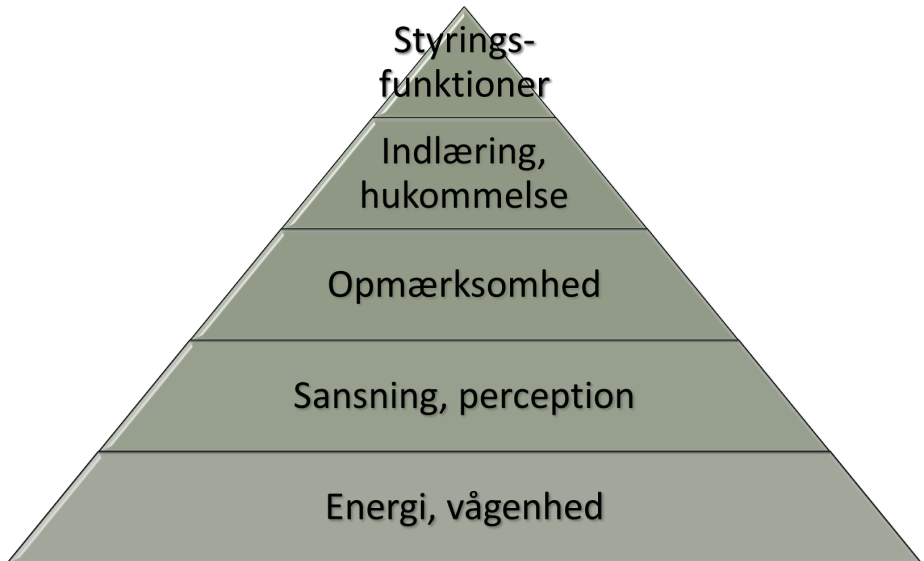 Styrings-
funktioner
Indlæring,
hukommelse
Opmærksomhed
Sansning, perception
Energi, vågenhed